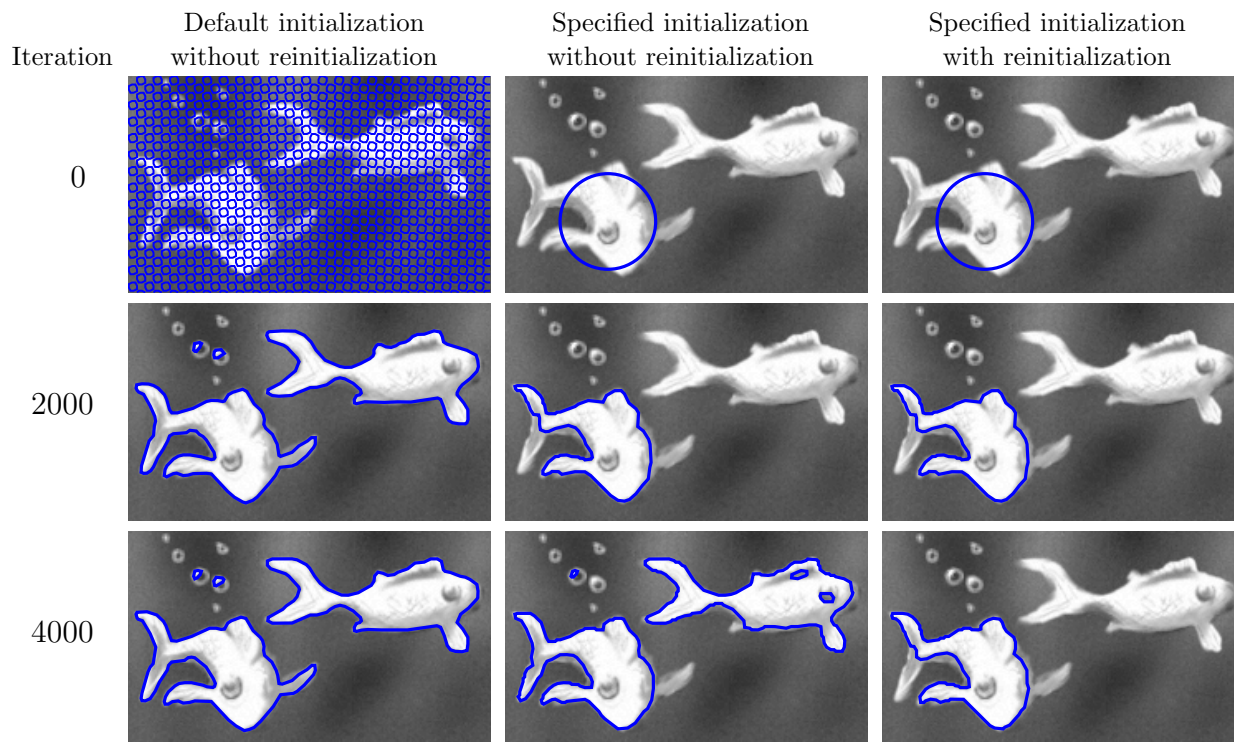 Default initialization
without reinitialization
Specified initialization
without reinitialization
Specified initialization
with reinitialization
Iteration
0
2000
4000